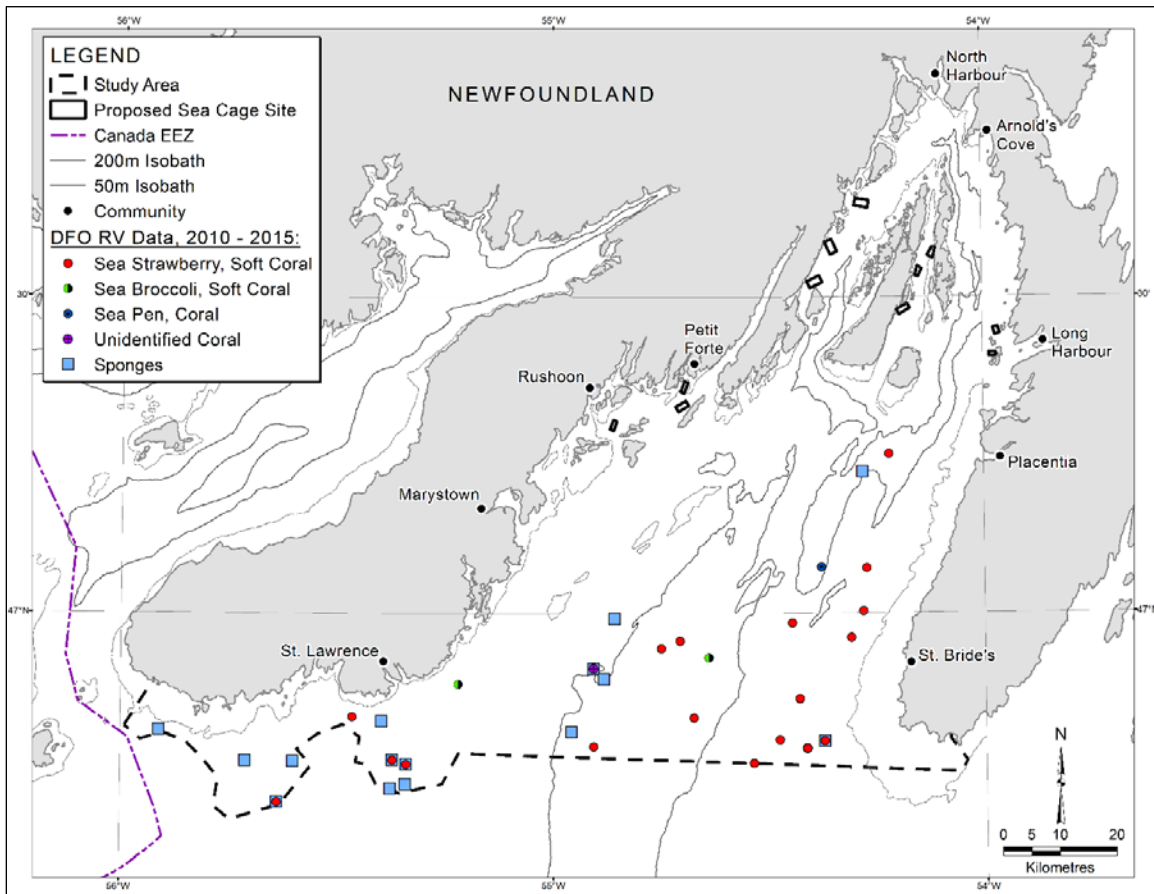 56°W
55°W
54°W
LEGEND
Study Area
Proposed Sea Cage Site
Canada EEZ
200m Isobath
50m Isobath
Community
DFO RV Data, 2010 - 2015:
Sea Strawberry, Soft Coral
Sea Broccoli, Soft Coral
Sea Pen, Coral
Unidentified Coral
Sponges
NEWFOUNDLAND
North
Harbour
Arnold's
Cove
30'
30'
Petit
Forte
Long
Harbour
Rushoon
Placentia
Marystown
47°N
47°N
St. Lawrence
St. Bride's
N
0 5 10 20
Kilometres
56°W
55°W
54°W